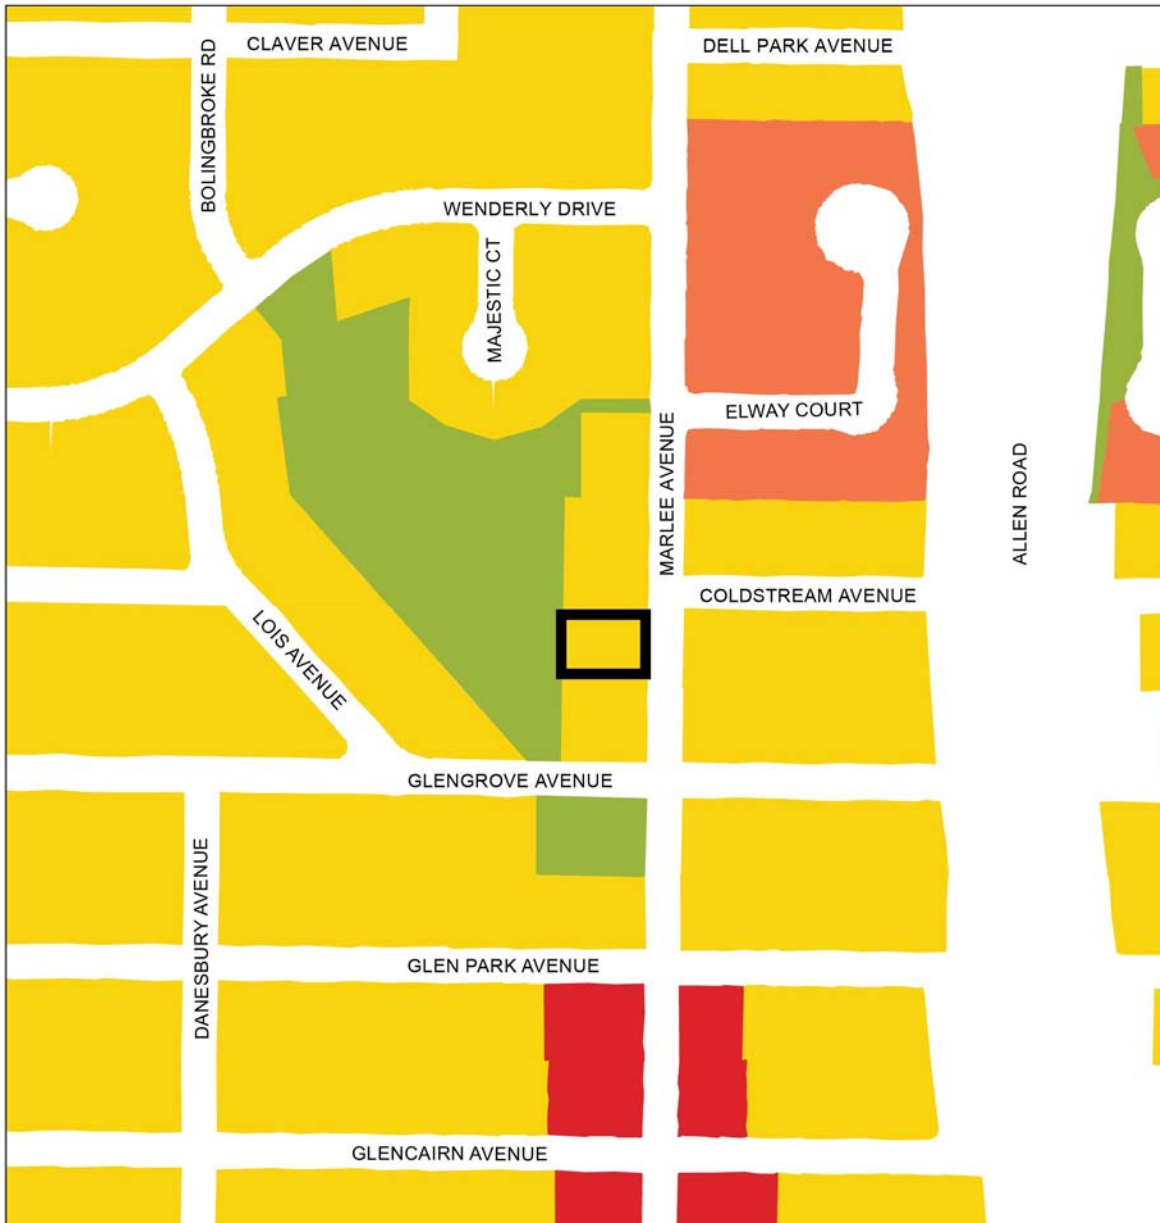 CLAVER AVENUE
DELL PARK AVENUE
BOLINGBROKE RD
WENDERLY DRIVE
MAJESTIC CT
ELWAY COURT
MARLEE AVENUE
ALLEN ROAD
COLDSTREAM AVENUE
LOIS AVENUE
GLENGROVE AVENUE
DANESBURY AVENUE
GLEN PARK AVENUE
GLENCAIRN AVENUE